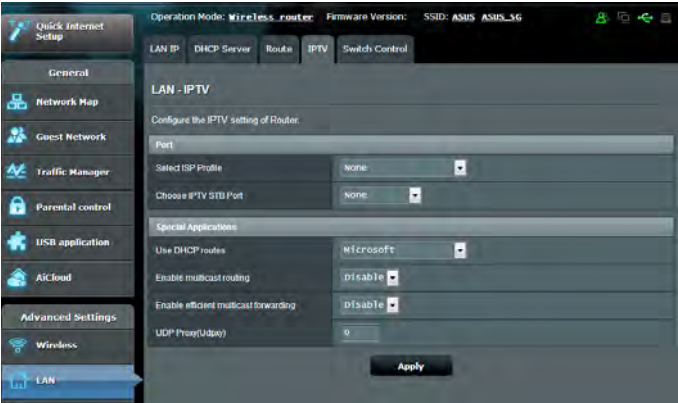 Quick Internet
Setup
Operation Mode: Wireless router Firmware Version: SSID: ASUS ASUS_5G
LAN IP DHCP Server Route IPTV Switch Control
General
Network Map
Guest Network
Traffic Manager
Parental control
USB application
AiCloud
Advanced Settings
Wireless
LAN
LAN - IPTV
Configure the IPTV setting of Router.
Port
Select ISP Profile None
Choose IPTV STB Port None
Special Applications
Use DHCP routes Microsoft
Enable multicast routing Disable
Enable efficient multicast forwarding Disable
UDP Proxy(Udpxy) 0
Apply